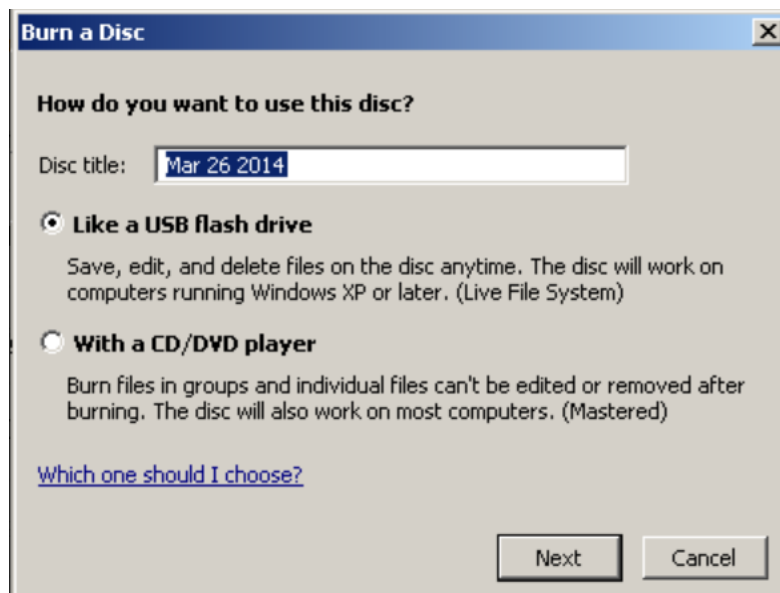 Burn a Disc
How do you want to use this disc?
Disc title: Mar 26 2014
Like a USB flash drive
Save, edit, and delete files on the disc anytime. The disc will work on
computers running Windows XP or later. (Live File System)
With a CD/DVD player
Burn files in groups and individual files can't be edited or removed after
burning. The disc will also work on most computers. (Mastered)
Which one should I choose?
Next Cancel